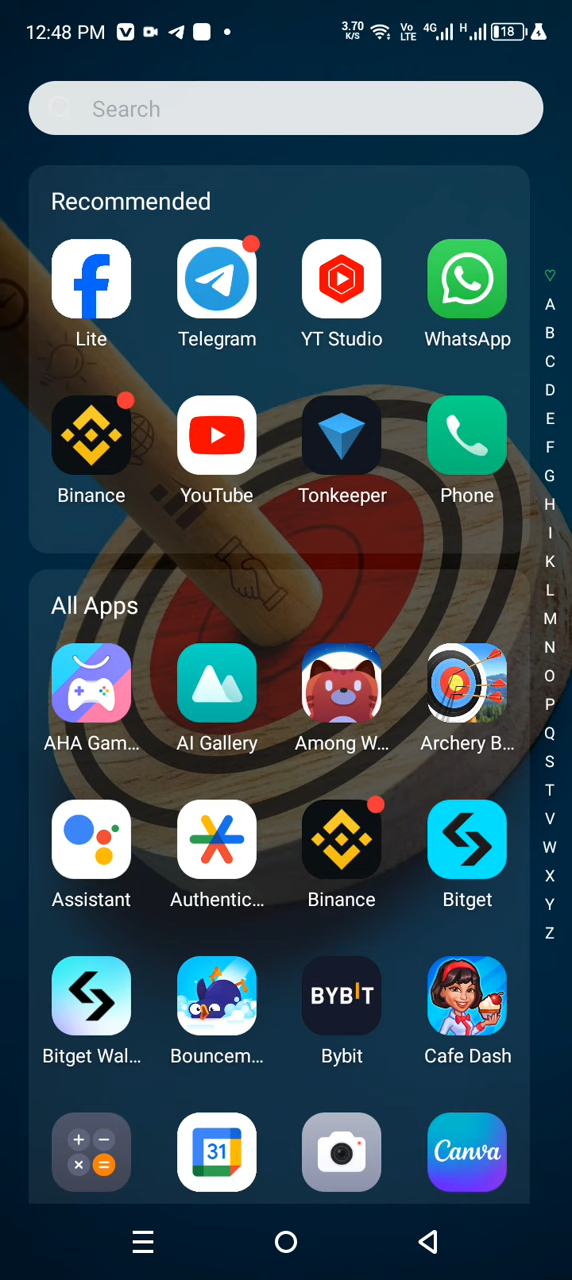 12:48 PM
3.70 K/S
Vo LTE
4G
H
18
Search
Recommended
Lite
Telegram
YT Studio
WhatsApp
Binance
YouTube
Tonkeeper
Phone
All Apps
AHA Gam...
AI Gallery
Among W...
Archery B...
Assistant
Authentic...
Binance
Bitget
BYBIT
Bitget Wal...
Bouncem...
Bybit
Cafe Dash
31
Canva
A
B
C
D
E
F
G
H
I
K
L
M
N
O
P
Q
S
T
V
W
X
Y
Z